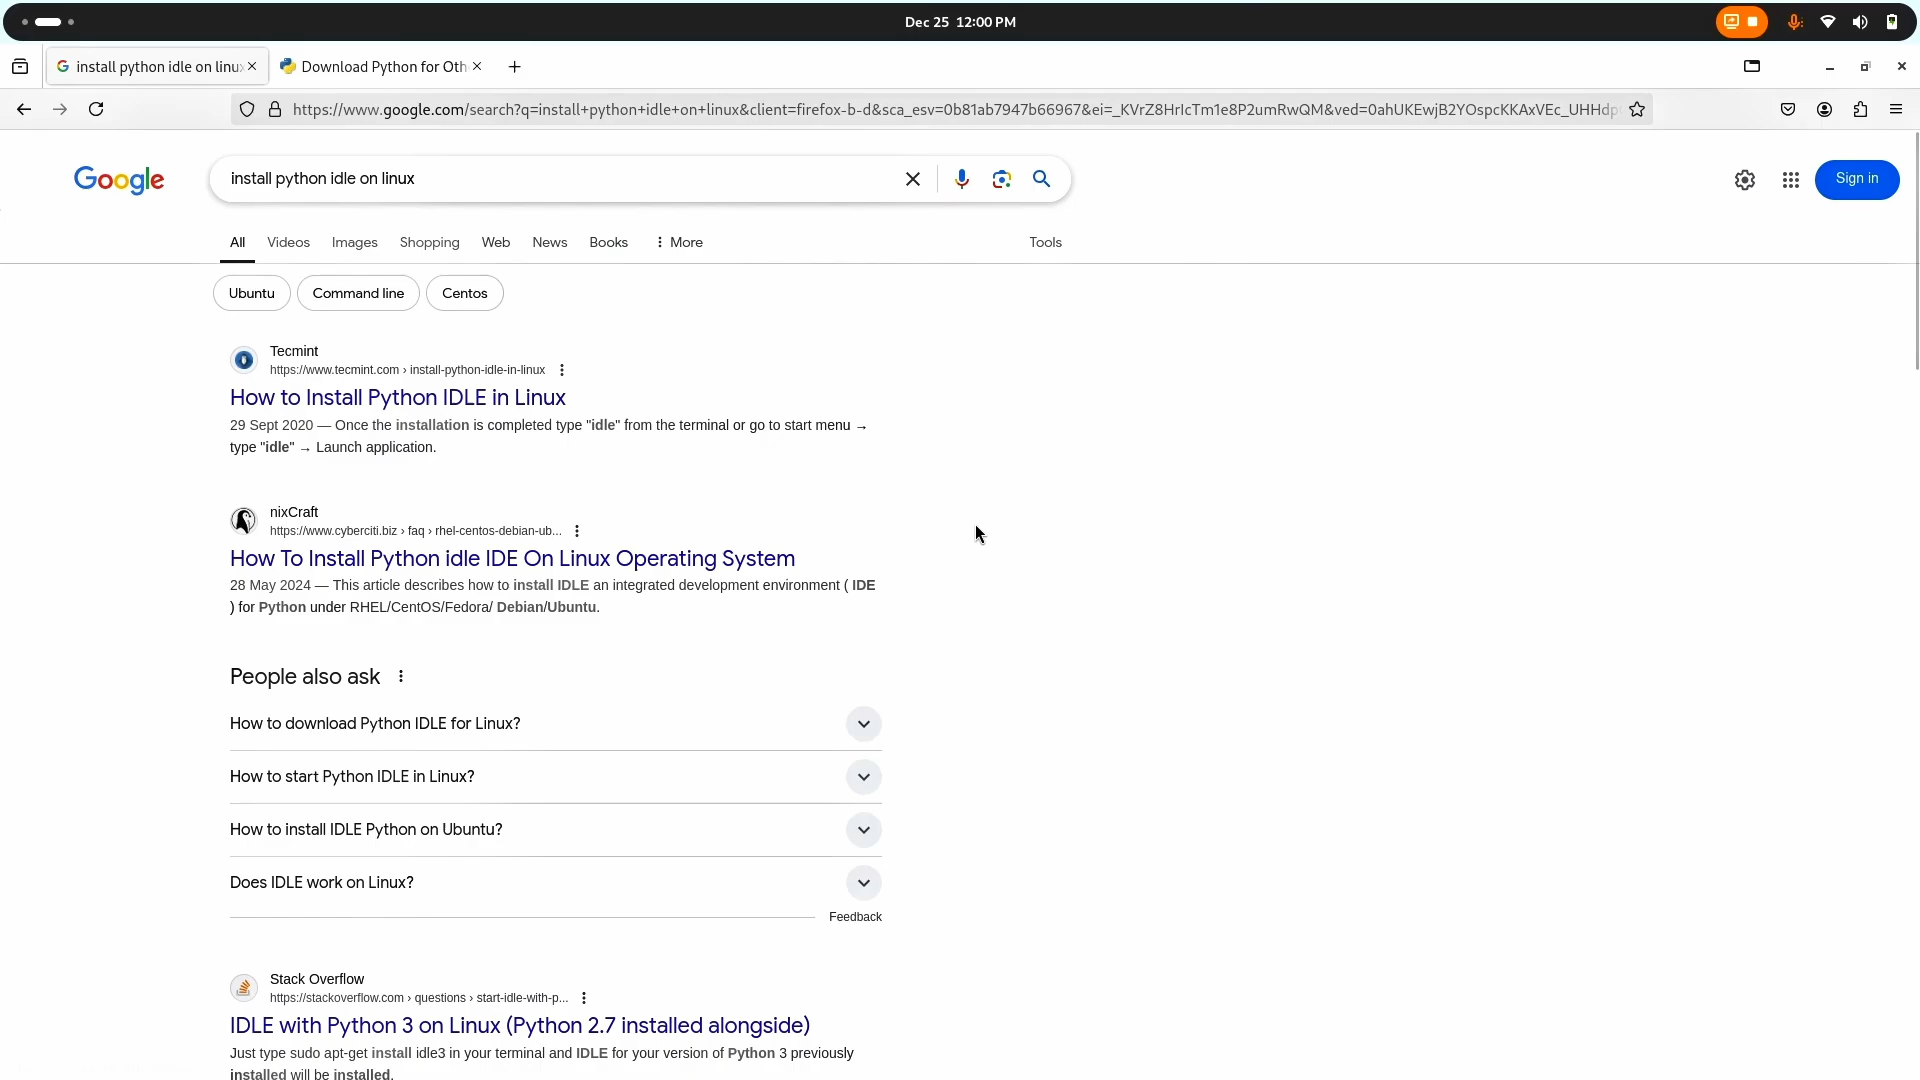 Dec 25 12:00 PM
install python idle on linux
Download Python for Oth
https://www.google.com/search?q=install+python+idle+on+linux&client=firefox-b-d&sca_esv=0b81ab7947b66967&ei=_KVrZ8HrIcTm1e8P2umRwQM&ved=0ahUKEwjB2YOspcKKAxVEc_UHHdp
Google
install python idle on linux
Sign in
All
Videos
Images
Shopping
Web
News
Books
More
Tools
Ubuntu
Command line
Centos
Tecmint
https://www.tecmint.com › install-python-idle-in-linux
How to Install Python IDLE in Linux
29 Sept 2020 — Once the installation is completed type "idle" from the terminal or go to start menu →
type "idle" → Launch application.
nixCraft
https://www.cyberciti.biz › faq › rhel-centos-debian-ub...
How To Install Python idle IDE On Linux Operating System
28 May 2024 — This article describes how to install IDLE an integrated development environment ( IDE
) for Python under RHEL/CentOS/Fedora/ Debian/Ubuntu.
People also ask
How to download Python IDLE for Linux?
How to start Python IDLE in Linux?
How to install IDLE Python on Ubuntu?
Does IDLE work on Linux?
Feedback
Stack Overflow
https://stackoverflow.com › questions › start-idle-with-p...
IDLE with Python 3 on Linux (Python 2.7 installed alongside)
Just type sudo apt-get install idle3 in your terminal and IDLE for your version of Python 3 previously
installed will be installed.